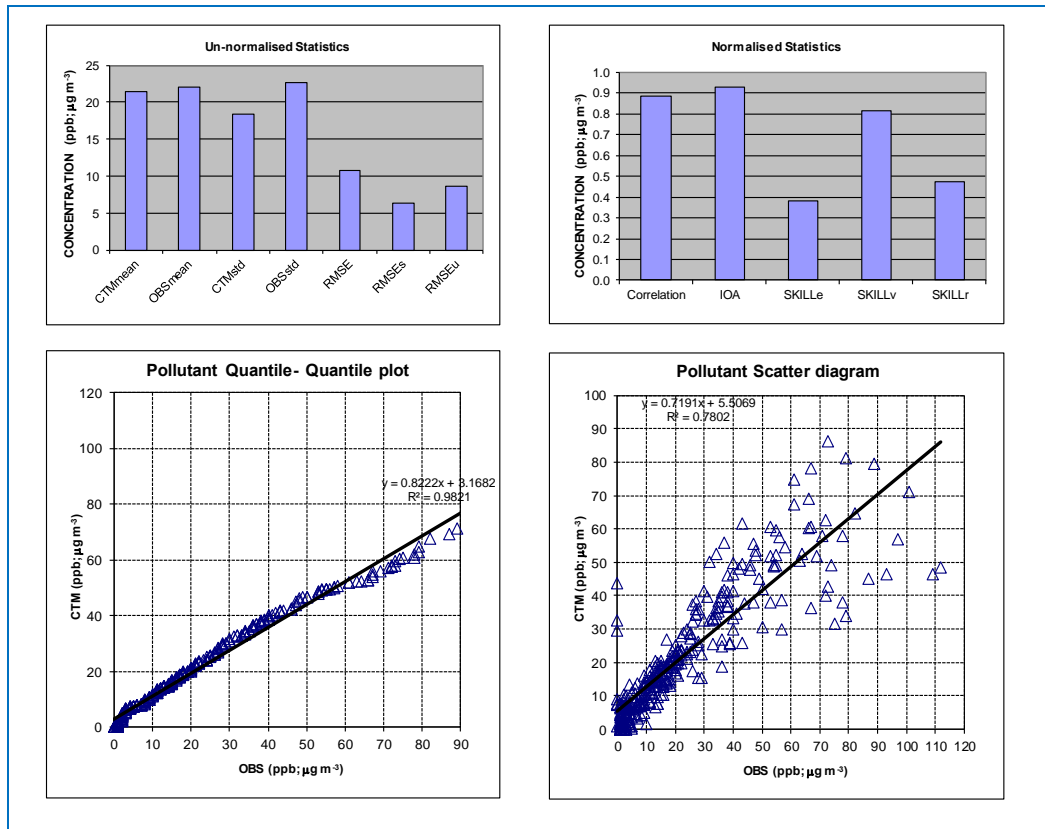 Un-normalised Statistics
CONCENTRATION (ppb; µg m⁻³)
25
20
15
10
5
0
CTMmean
OBSmean
CTMstd
OBSstd
RMSE
RMSEs
RMSEu
Normalised Statistics
CONCENTRATION (ppb; µg m⁻³)
1.0
0.9
0.8
0.7
0.6
0.5
0.4
0.3
0.2
0.1
0.0
Correlation IOA SKILLe SKILLv SKILLr
Pollutant Quantile- Quantile plot
CTM (ppb; µg m⁻³)
120
100
80
60
40
20
0
y = 0.8222x + 3.1682
R² = 0.9821
0 10 20 30 40 50 60 70 80 90
OBS (ppb; µg m⁻³)
Pollutant Scatter diagram
y = 0.7191x + 5.5069
R² = 0.7802
CTM (ppb; µg m⁻³)
100
90
80
70
60
50
40
30
20
10
0
0 10 20 30 40 50 60 70 80 90 100 110 120
OBS (ppb; µg m⁻³)